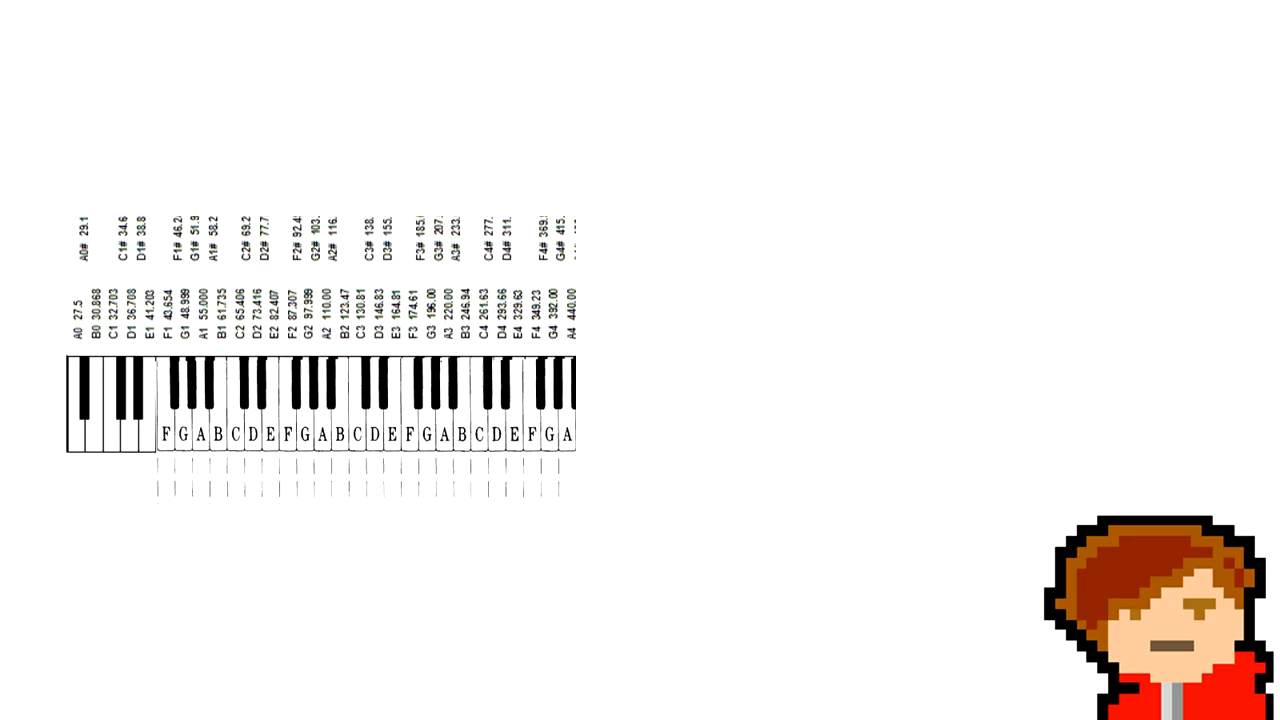 A0# 29.1
C1# 34.6
D1# 38.8
F1# 46.2
G1# 51.9
A1# 58.2
C2# 69.2
D2# 77.7
F2# 92.4
G2# 103.
A2# 116.
C3# 138.
D3# 155.
F3# 185.
G3# 207.
A3# 233.
C4# 277.
D4# 311.
F4# 369.
G4# 415.
A0 27.5
B0 30.868
C1 32.703
D1 36.708
E1 41.203
F1 43.654
G1 48.999
A1 55.000
B1 61.735
C2 65.406
D2 73.416
E2 82.407
F2 87.307
G2 97.999
A2 110.00
B2 123.47
C3 130.81
D3 146.83
E3 164.81
F3 174.61
G3 196.00
A3 220.00
B3 246.94
C4 261.63
D4 293.66
E4 329.63
F4 349.23
G4 392.00
A4 440.00
F G A B C D E F G A B C D E F G A B C D E F G A